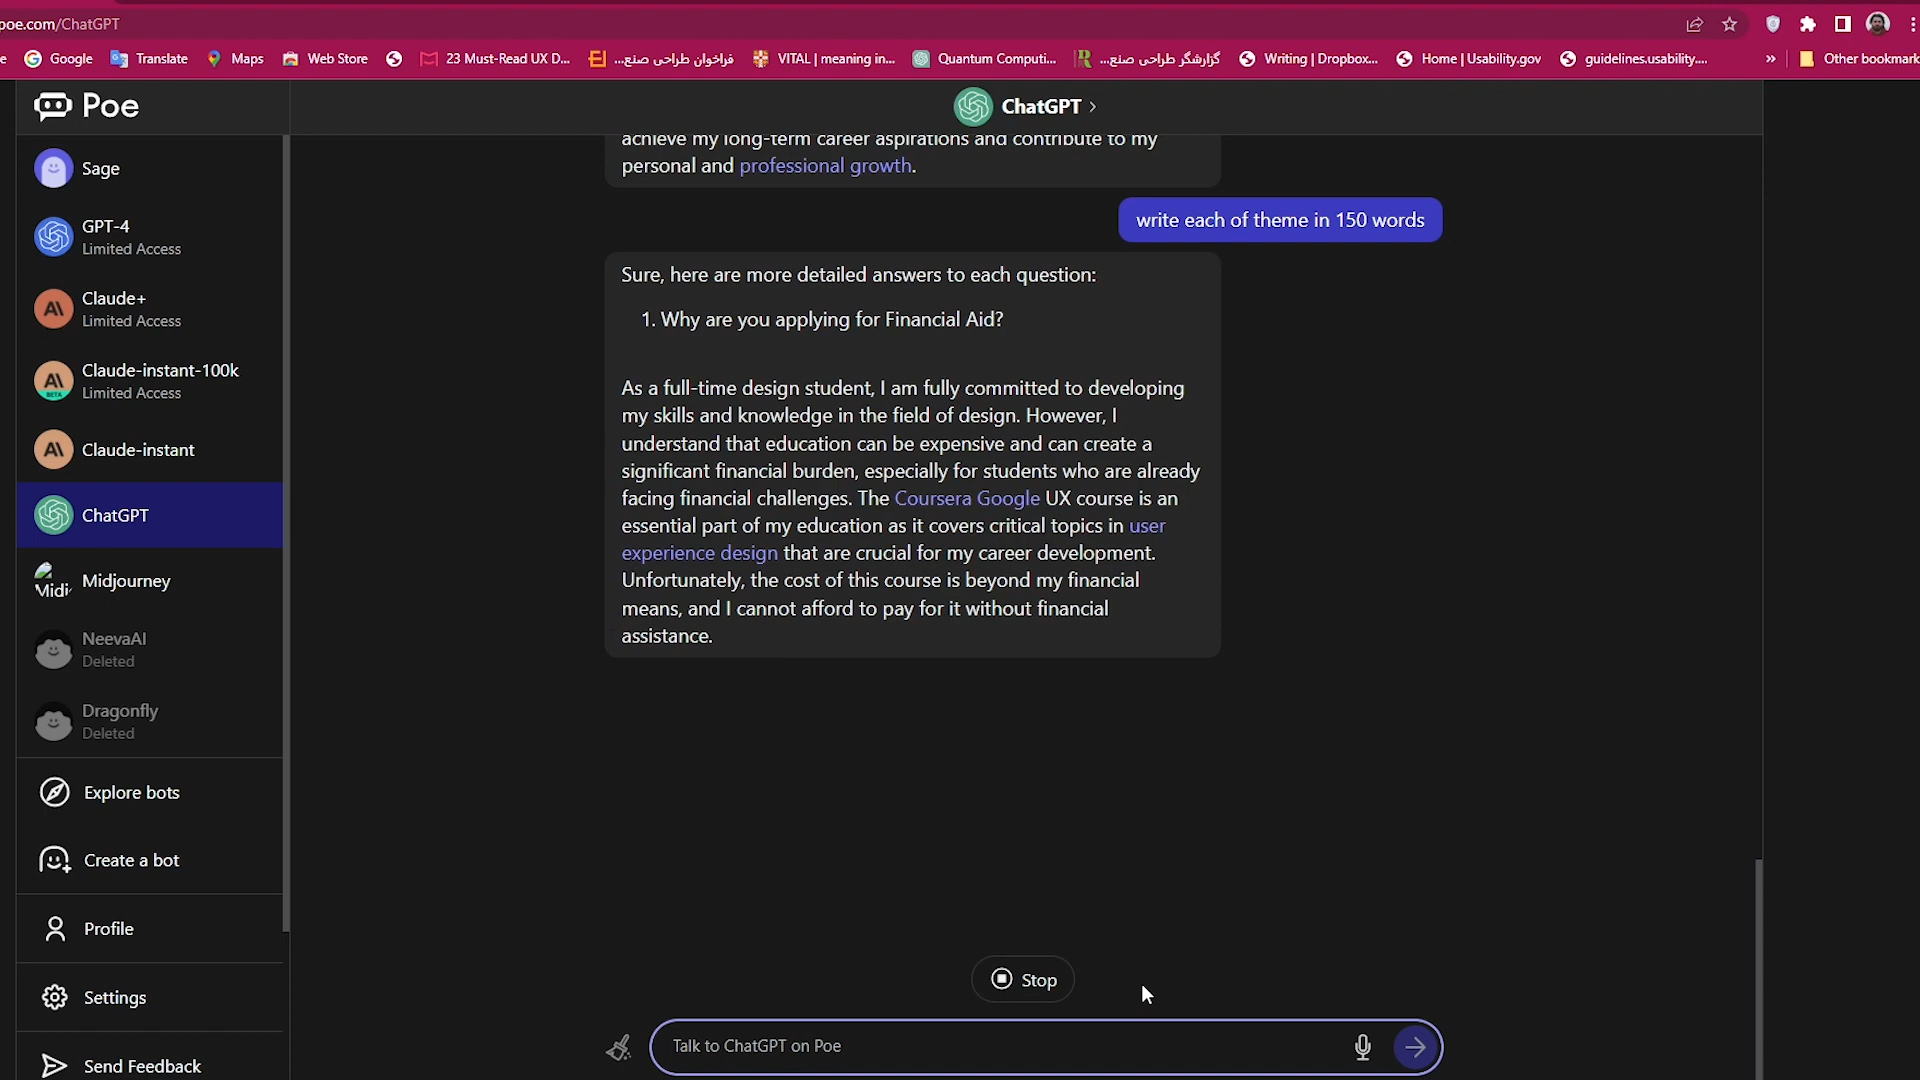 poe.com/ChatGPT
e Google Translate Maps Web Store 23 Must-Read UX D... فراخوان طراحی صنع... VITAL | meaning in... Quantum Computi... گزارشگر طراحی صنع... Writing | Dropbox... Home | Usability.gov guidelines.usability.... » Other bookmark
Poe
ChatGPT >
Sage
GPT-4
Limited Access
Claude+
Limited Access
Claude-instant-100k
Limited Access
BETA
Claude-instant
ChatGPT
Midj
Midjourney
NeevaAI
Deleted
Dragonfly
Deleted
Explore bots
Create a bot
Profile
Settings
Send Feedback
achieve my long-term career aspirations and contribute to my
personal and professional growth.
write each of theme in 150 words
Sure, here are more detailed answers to each question:
1. Why are you applying for Financial Aid?
As a full-time design student, I am fully committed to developing
my skills and knowledge in the field of design. However, I
understand that education can be expensive and can create a
significant financial burden, especially for students who are already
facing financial challenges. The Coursera Google UX course is an
essential part of my education as it covers critical topics in user
experience design that are crucial for my career development.
Unfortunately, the cost of this course is beyond my financial
means, and I cannot afford to pay for it without financial
assistance.
Stop
Talk to ChatGPT on Poe